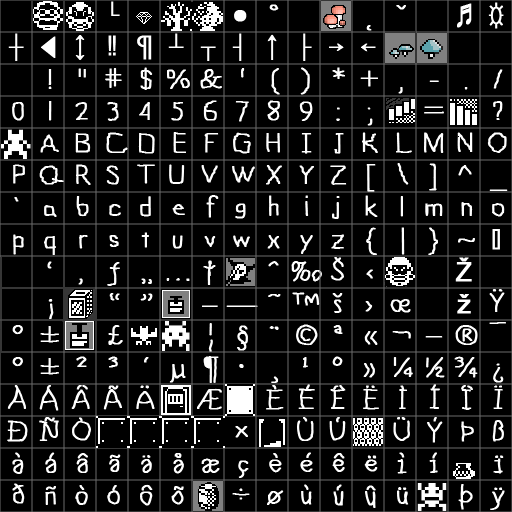 └ ° ˛ ˇ ♬ ☼
┼ ◄ ↕ ‼ ¶ ┴ ┬ ┤ ↑ ├ → ←
! " # $ % & ' ( ) * + , - . /
0 1 2 3 4 5 6 7 8 9 : ; = ?
A B C D E F G H I J K L M N O
P Q R S T U V W X Y Z [ \ ] ^ _
` a b c d e f g h i j k l m n o
p q r s t u v w x y z { | } ~ ▯
‘ , ƒ „ … † ˆ ‰ Š ‹ Ž
¡ “ ” – — ˜ ™ š › œ ž Ÿ
° ± £ ¦ § ¨ © ª « ¬ – ® ¯
° ± ² ³ ´ µ ¶ · ¸ ¹ º » ¼ ½ ¾ ¿
À Á Â Ã Ä Æ È É Ê Ë Ì Í Î Ï
Ð Ñ Ò × Ù Ú Ü Ý Þ ß
à á â ã ä å æ ç è é ê ë ì í ï
ð ñ ò ó ô õ ÷ ø ù ú û ü þ ÿ